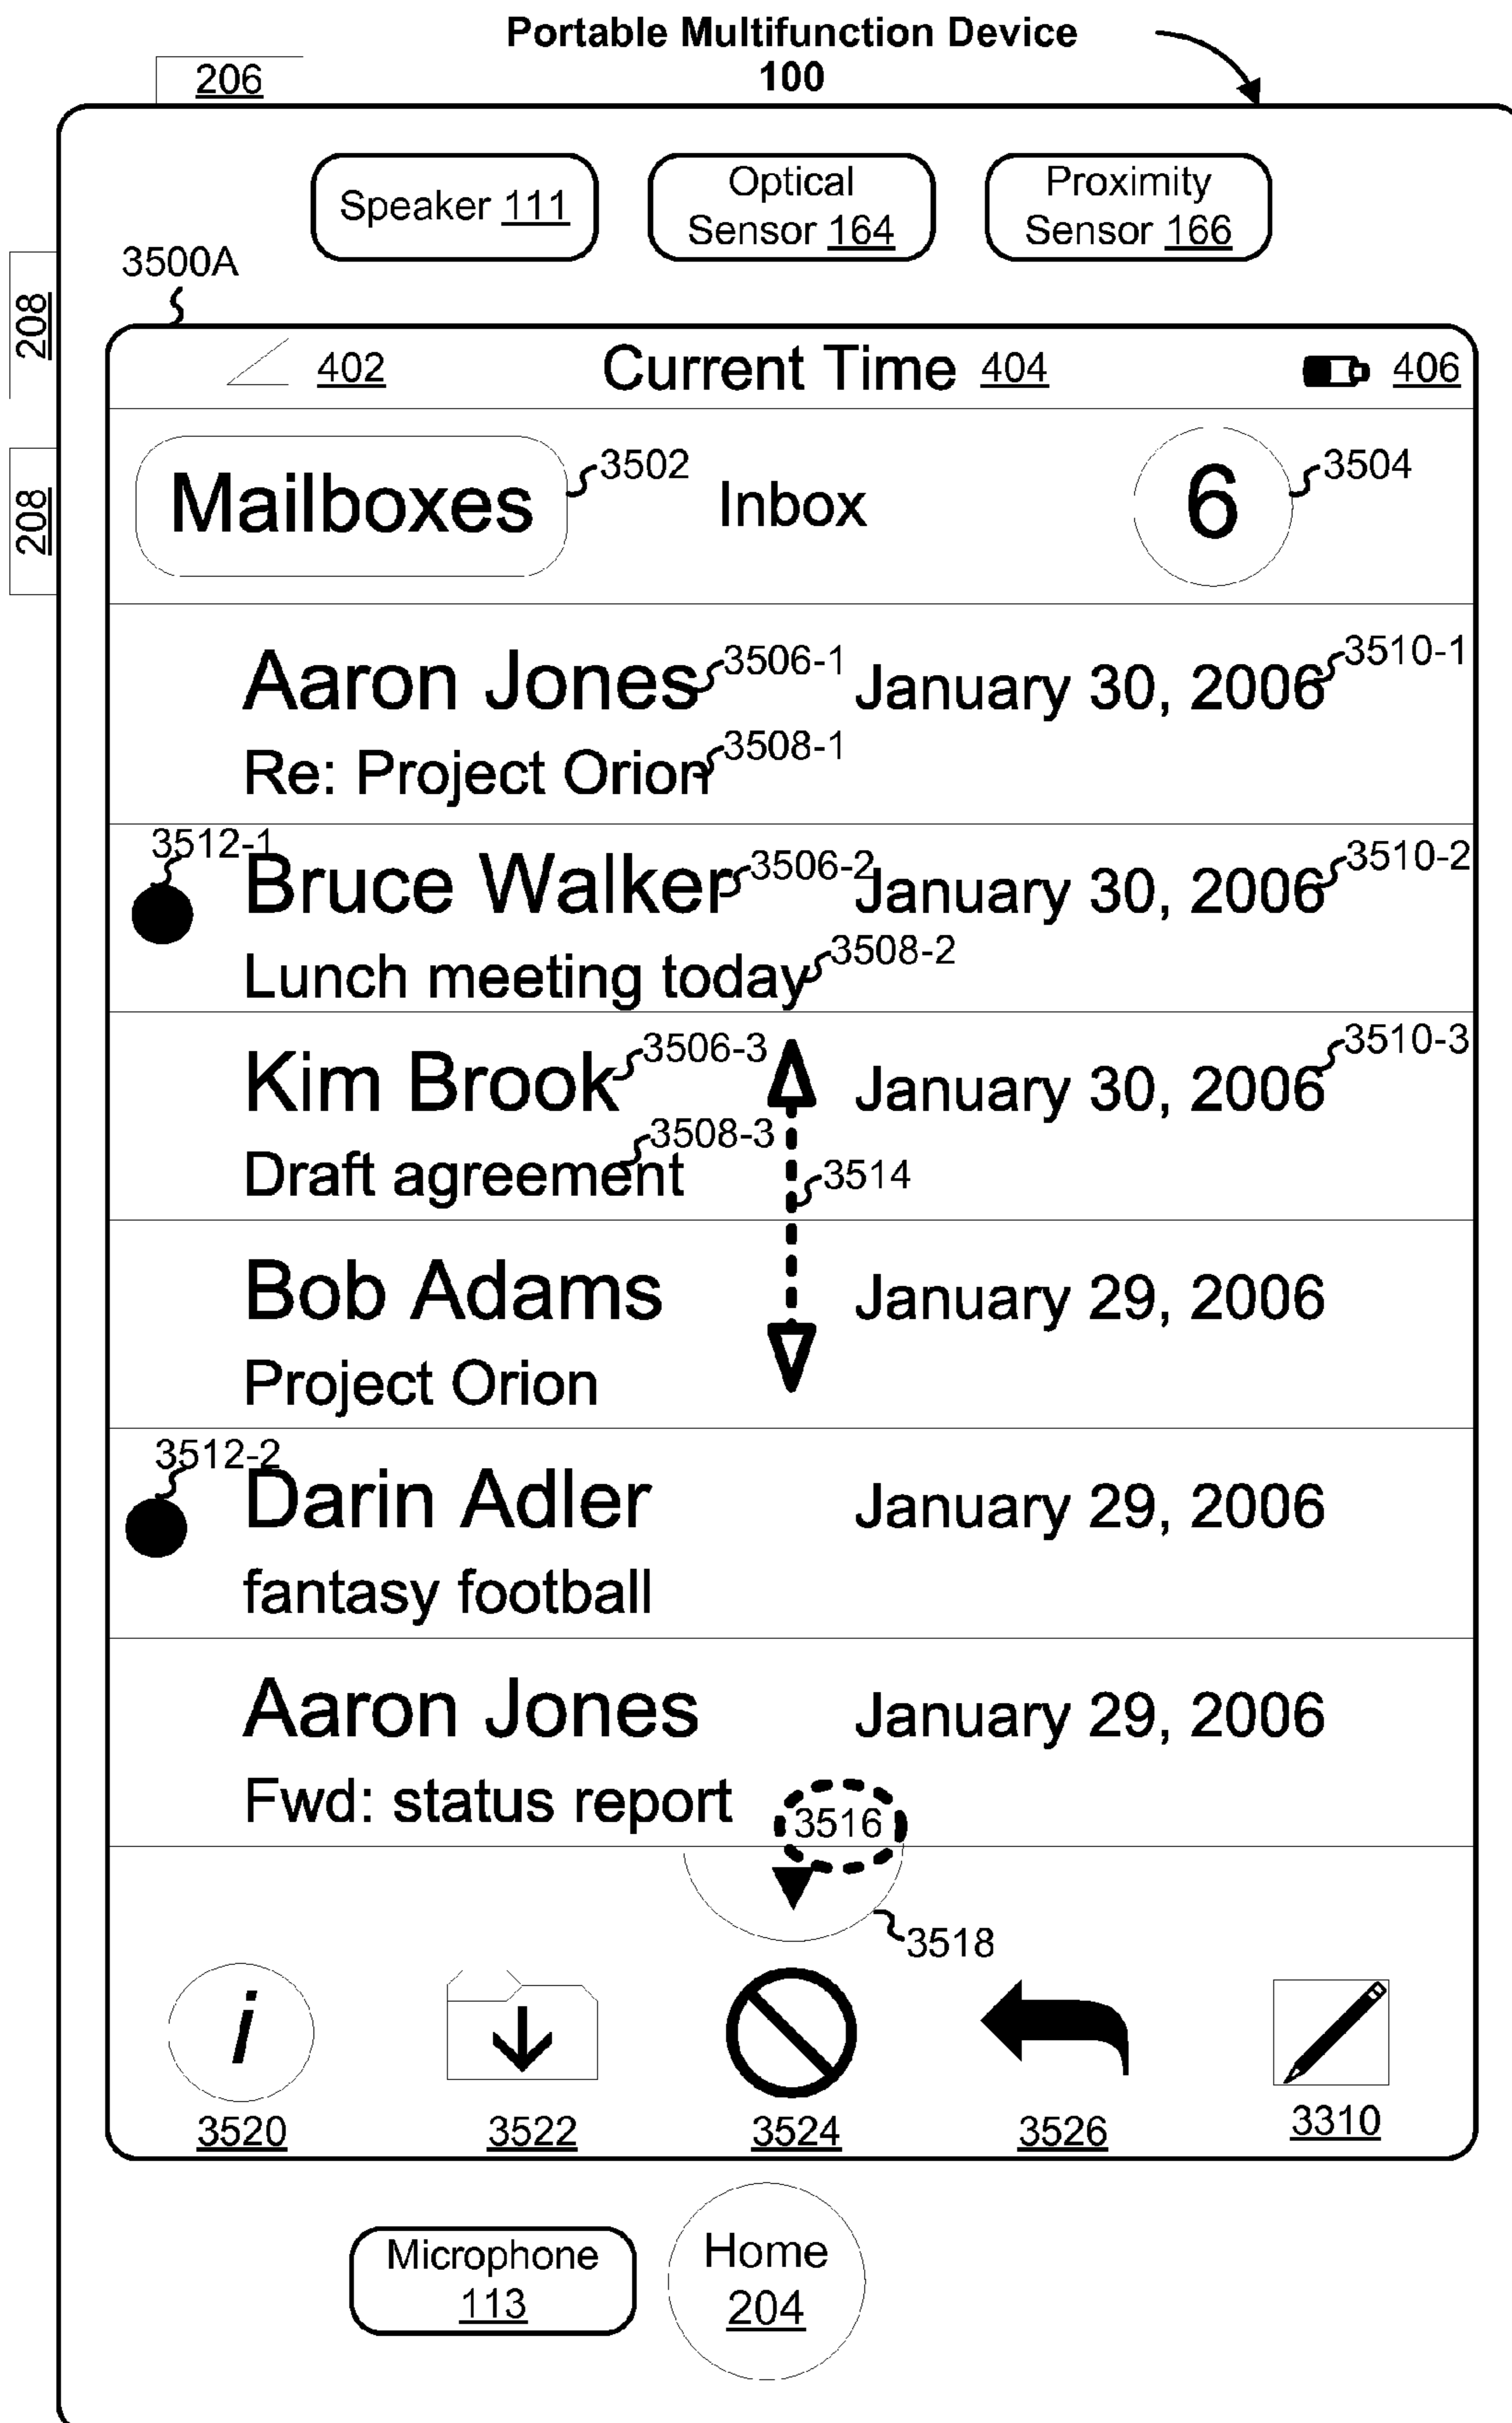 Portable Multifunction Device
100
206
Speaker 111
Optical
Sensor 164
Proximity
Sensor 166
3500A
208
402
Current Time 404
406
208
Mailboxes
3502
Inbox
6
3504
Aaron Jones
3506-1
January 30, 2006
3510-1
Re: Project Orion
3508-1
3512-1
Bruce Walker
3506-2
January 30, 2006
3510-2
Lunch meeting today
3508-2
Kim Brook
3506-3
January 30, 2006
3510-3
Draft agreement
3508-3
3514
Bob Adams
January 29, 2006
Project Orion
3512-2
Darin Adler
January 29, 2006
fantasy football
Aaron Jones
January 29, 2006
Fwd: status report
3516
3518
i
3520
3522
3524
3526
3310
Microphone
113
Home
204